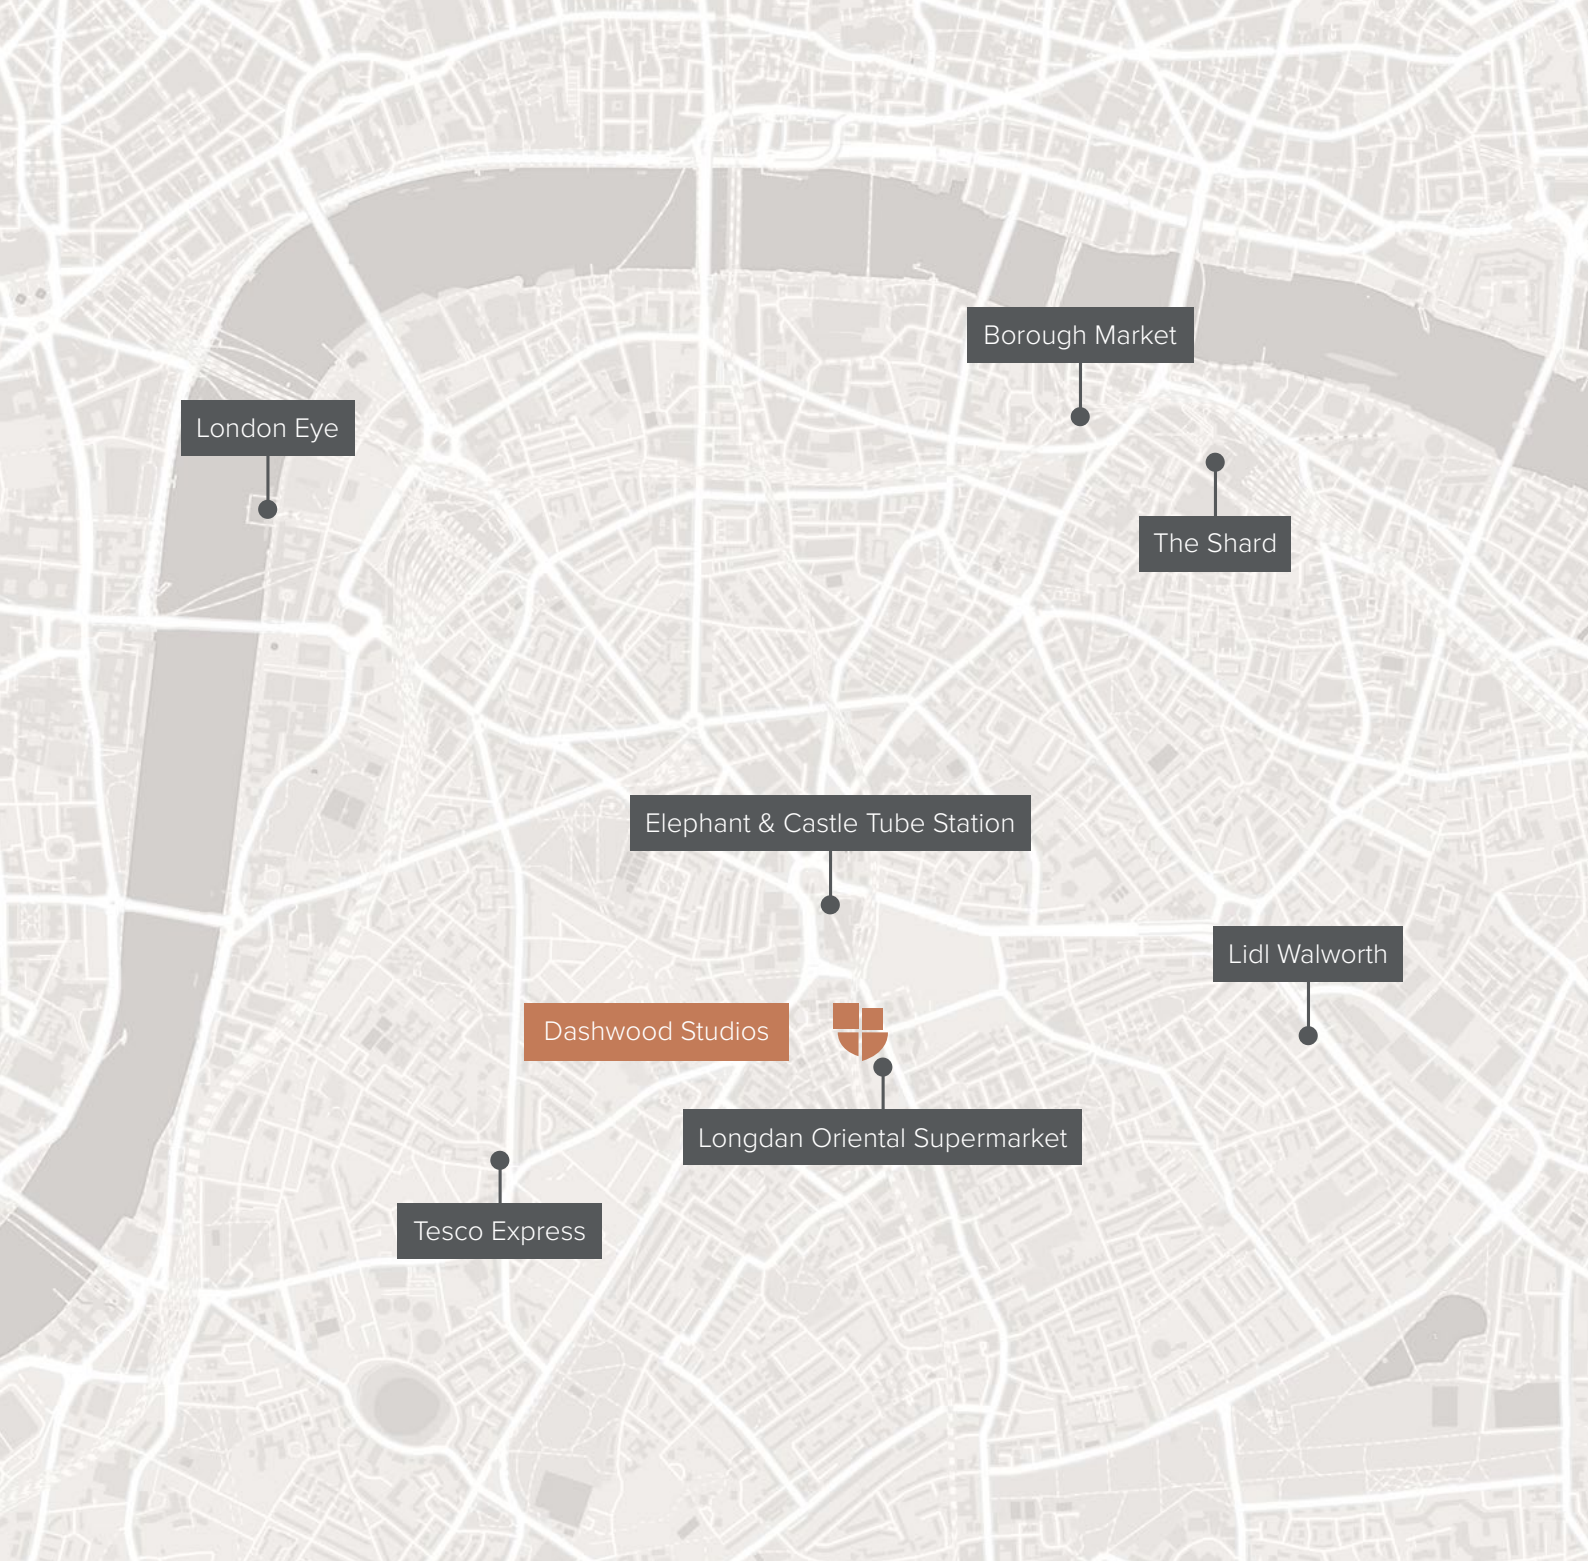 Borough Market
London Eye
The Shard
Elephant & Castle Tube Station
Lidl Walworth
Dashwood Studios
Longdan Oriental Supermarket
Tesco Express